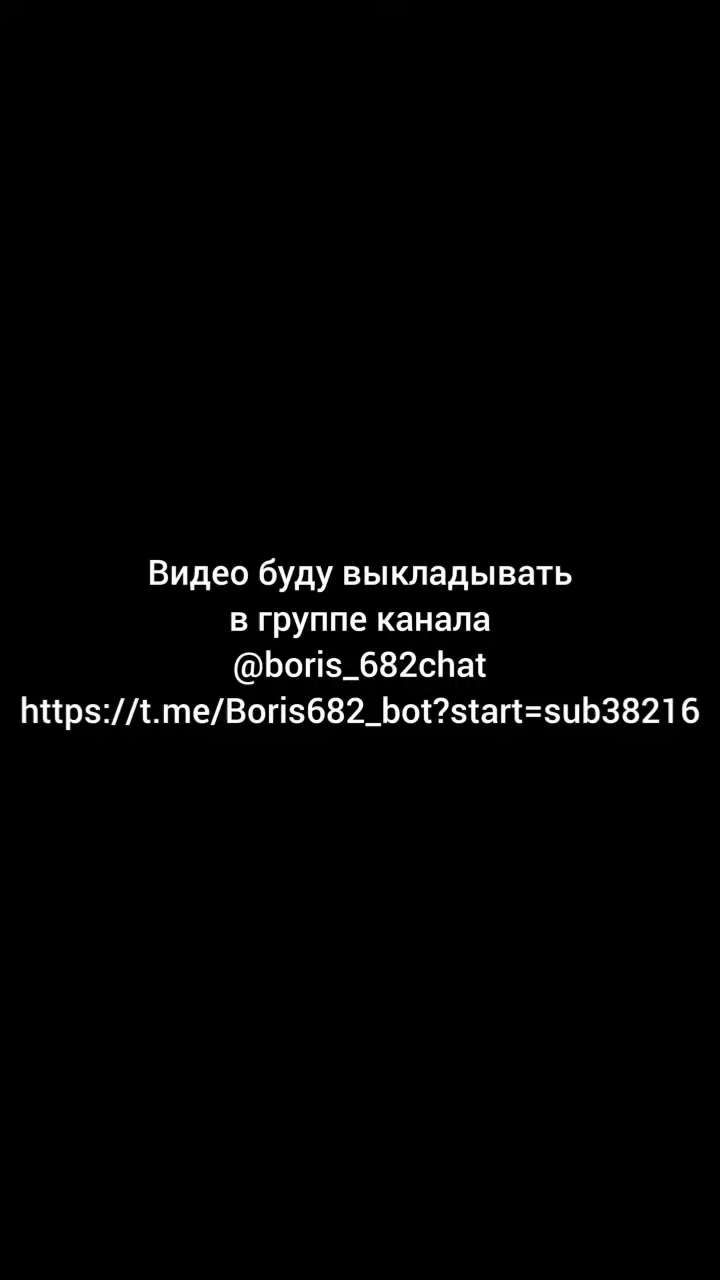 Видео буду выкладывать
в группе канала
@boris_682chat
https://t.me/Boris682_bot?start=sub38216